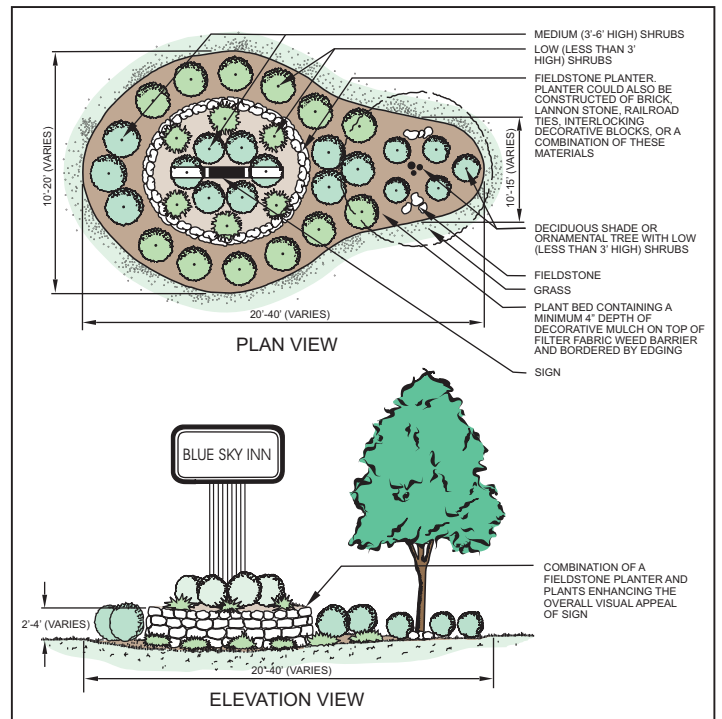 MEDIUM (3'-6' HIGH) SHRUBS
LOW (LESS THAN 3'
HIGH) SHRUBS
FIELDSTONE PLANTER.
PLANTER COULD ALSO BE
CONSTRUCTED OF BRICK,
LANNON STONE, RAILROAD
TIES, INTERLOCKING
DECORATIVE BLOCKS, OR A
COMBINATION OF THESE
MATERIALS
10'-20' (VARIES)
10'-15' (VARIES)
DECIDUOUS SHADE OR
ORNAMENTAL TREE WITH LOW
(LESS THAN 3' HIGH) SHRUBS
FIELDSTONE
GRASS
PLANT BED CONTAINING A
MINIMUM 4" DEPTH OF
DECORATIVE MULCH ON TOP OF
FILTER FABRIC WEED BARRIER
AND BORDERED BY EDGING
SIGN
20'-40' (VARIES)
PLAN VIEW
BLUE SKY INN
COMBINATION OF A
FIELDSTONE PLANTER AND
PLANTS ENHANCING THE
OVERALL VISUAL APPEAL
OF SIGN
2'-4' (VARIES)
20'-40' (VARIES)
ELEVATION VIEW